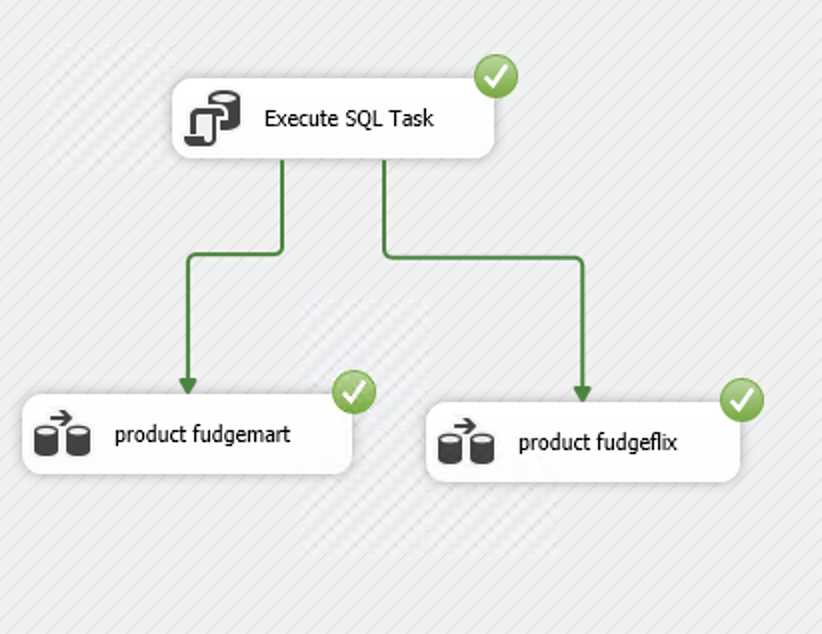 Execute SQL Task
product fudgemart
product fudgeflix